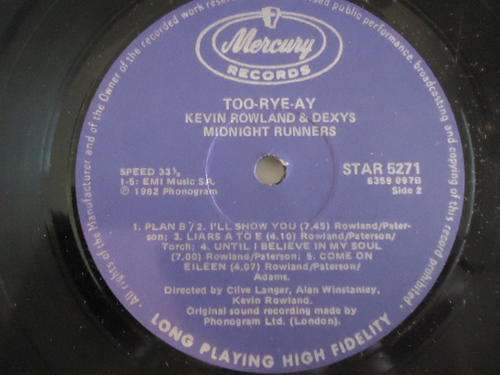 Mercury
RECORDS
TOO-RYE-AY
KEVIN ROWLAND & DEXYS
MIDNIGHT RUNNERS
SPEED 33⅓
1-5: EMI Music SA.
℗ 1982 Phonogram
STAR 5271
6359 097B
Side 2
1. PLAN B / 2. I'LL SHOW YOU (7.45) Rowland/Pater-
son; 3. LIARS A TO E (4.10) Rowland/Paterson/
Torch; 4. UNTIL I BELIEVE IN MY SOUL
(7.00) Rowland/Paterson; 5. COME ON
EILEEN (4.07) Rowland/Paterson/
Adams.
Directed by Clive Langer, Alan Winstanley,
Kevin Rowland.
Original sound recording made by
Phonogram Ltd. (London).
LONG PLAYING HIGH FIDELITY
All rights of the Manufacturer and of the Owner of the recorded work reserved
public performance, broadcasting and copying of this record prohibited